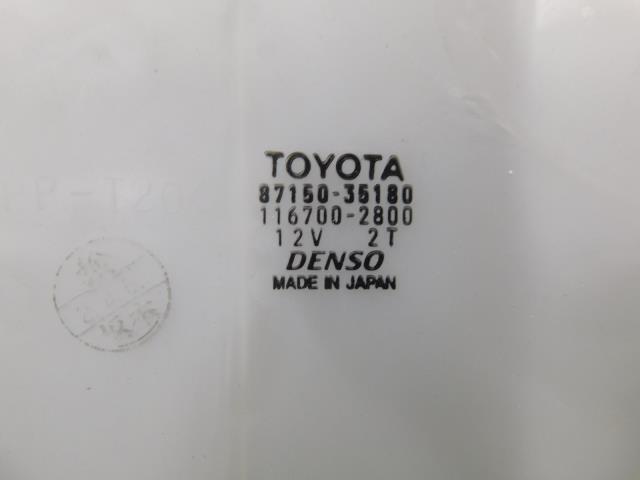 TOYOTA
87150-35180
116700-2800
12V 2T
DENSO
MADE IN JAPAN